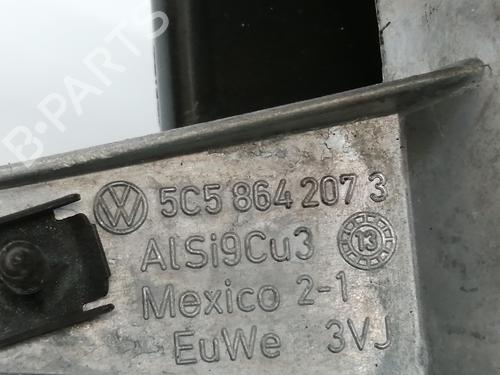 5C5 864 207 3
AlSi9Cu3 13
Mexico 2-1
EuWe 3VJ
B-PARTS